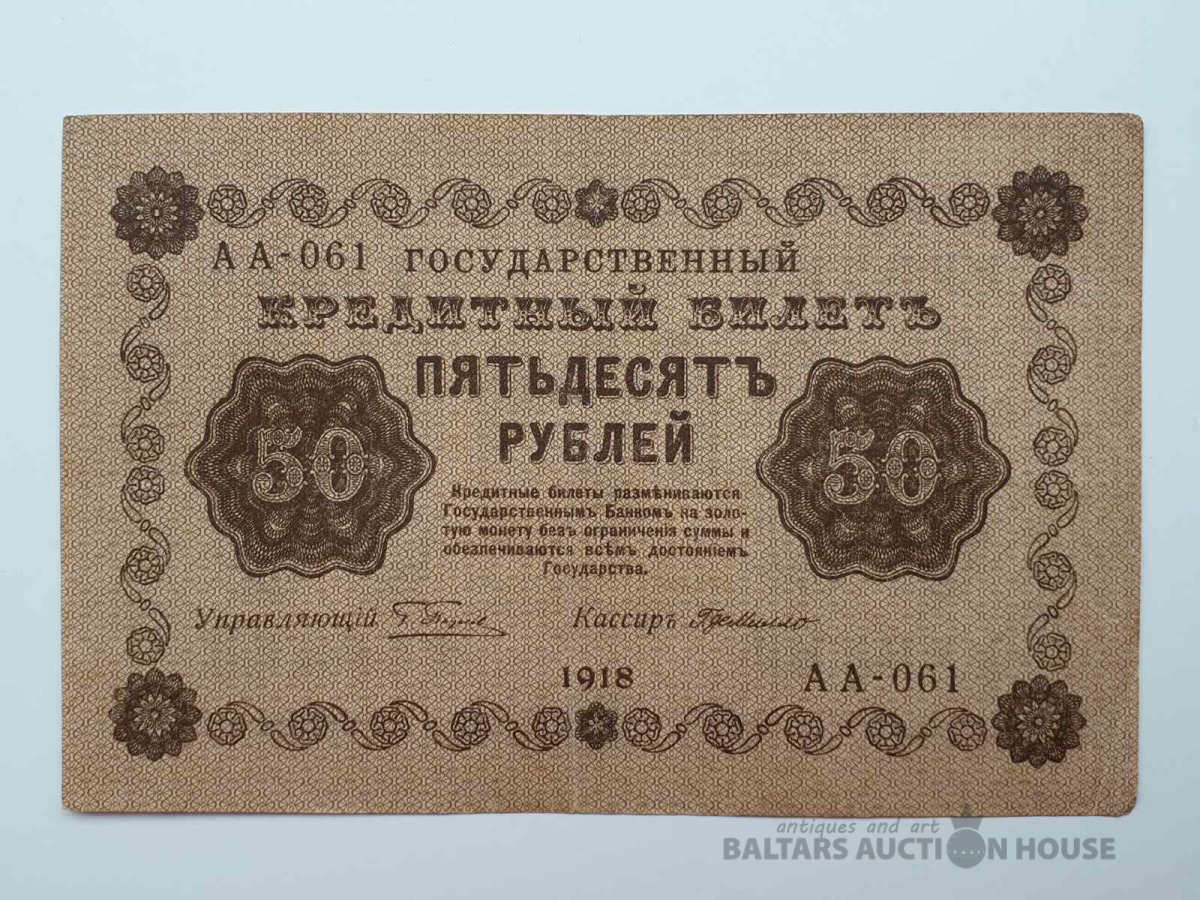 АА-061 ГОСУДАРСТВЕННЫЙ
КРЕДИТНЫЙ БИЛЕТЪ
ПЯТЬДЕСЯТЪ
РУБЛЕЙ
50
50
Кредитные билеты размѣниваются
Государственнымъ Банкомъ на золо-
тую монету безъ ограниченія суммы и
обезпечиваются всѣмъ достояніемъ
Государства.
Управляющій
Кассиръ
1918
АА-061
antiques and art
BALTARS AUCTION HOUSE